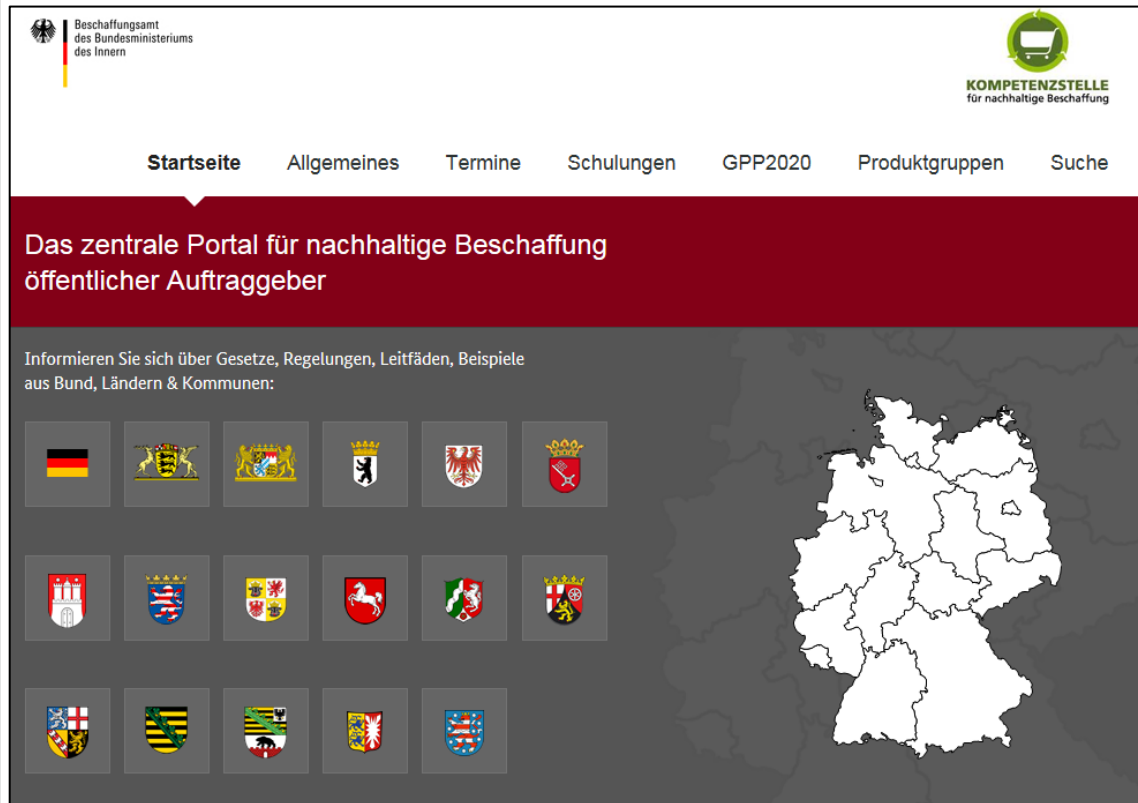 Beschaffungsamt
des Bundesministeriums
des Innern
KOMPETENZSTELLE
für nachhaltige Beschaffung
Startseite Allgemeines Termine Schulungen GPP2020 Produktgruppen Suche
Das zentrale Portal für nachhaltige Beschaffung
öffentlicher Auftraggeber
Informieren Sie sich über Gesetze, Regelungen, Leitfäden, Beispiele
aus Bund, Ländern & Kommunen: